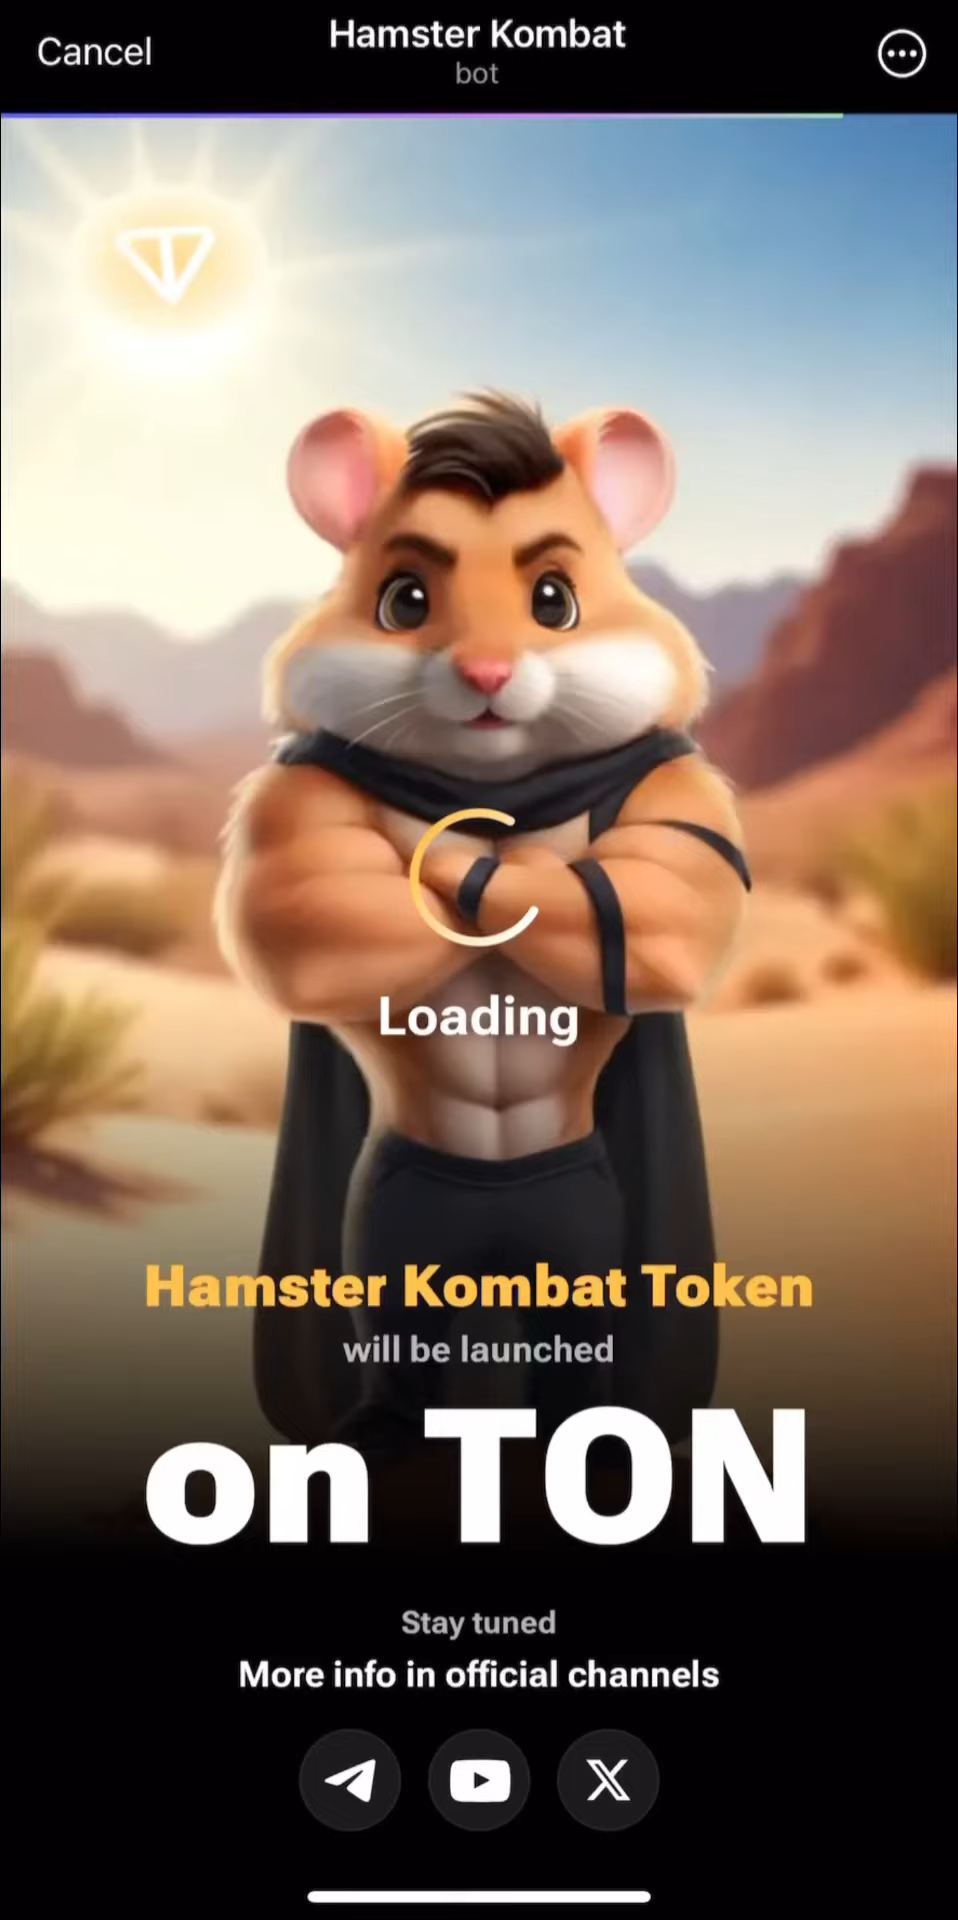 Cancel
Hamster Kombat
bot
Loading
Hamster Kombat Token
will be launched
on TON
Stay tuned
More info in official channels